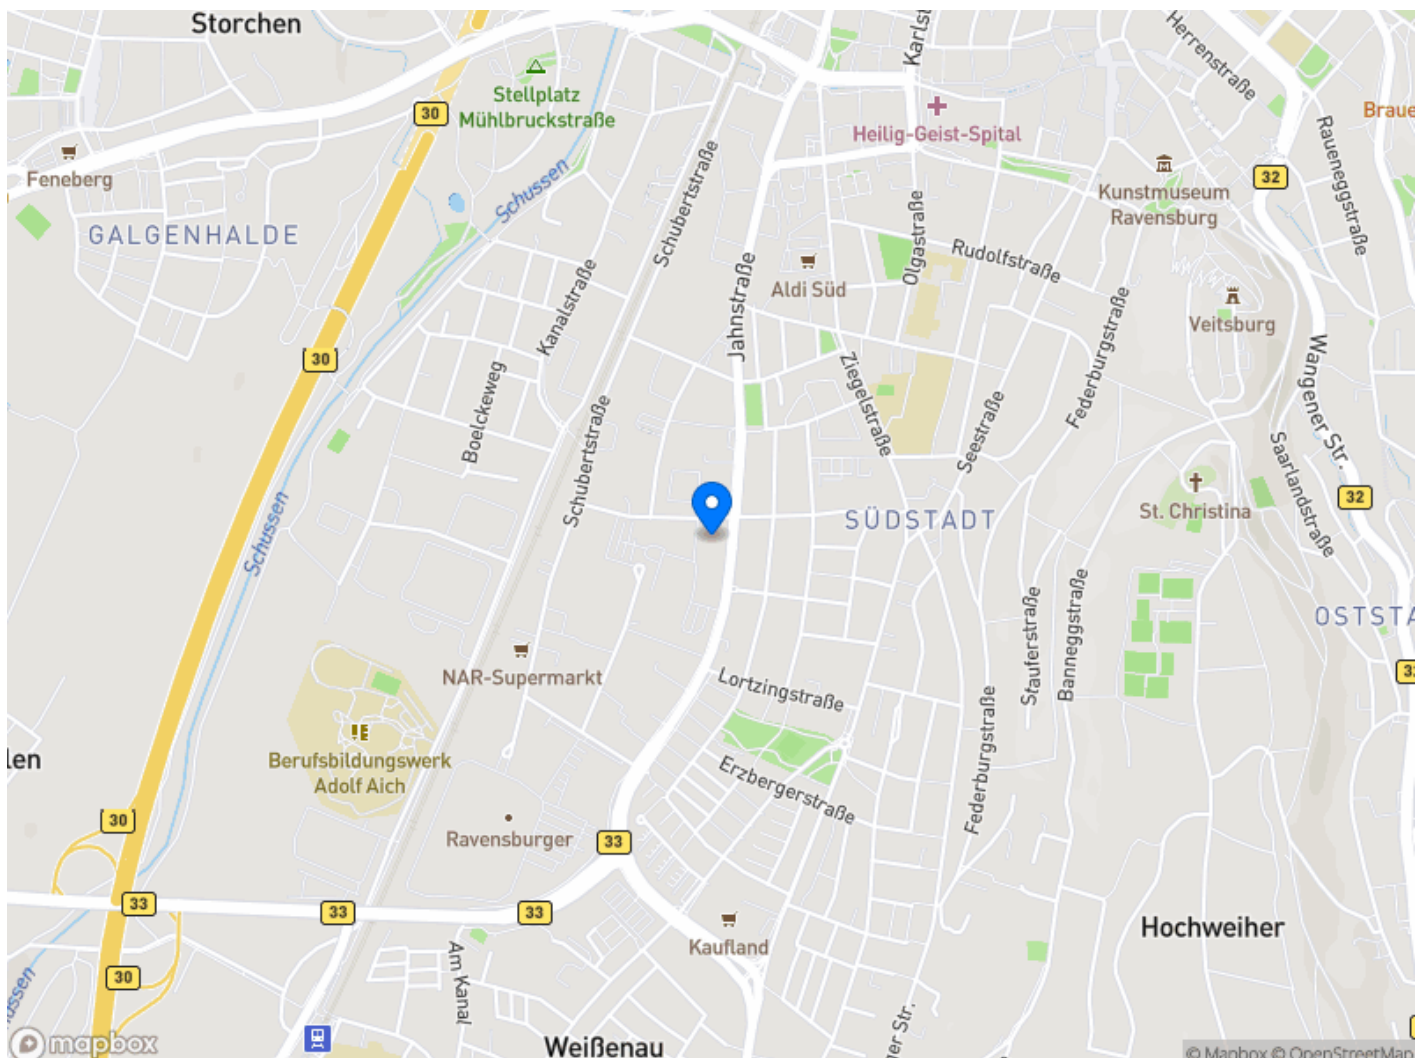 Storchen
Stellplatz
Mühlbruckstraße
30
Feneberg
GALGENHALDE
Schussen
Schubertstraße
Karlst
Heilig-Geist-Spital
Herrenstraße
Braue
Raueneggstraße
32
Kunstmuseum
Ravensburg
Olgastraße
Rudolfstraße
Jahnstraße
Aldi Süd
Kanalstraße
Veitsburg
Federburgstraße
Wangener Str.
30
Boelckeweg
Ziegelstraße
Seestraße
Schubertstraße
Saarlandstraße
32
St. Christina
SÜDSTADT
Schussen
OSTSTA
Stauferstraße
Banneggstraße
NAR-Supermarkt
Lortzingstraße
Federburgstraße
len
Berufsbildungswerk
Adolf Aich
Erzbergerstraße
30
Ravensburger
33
33
33
33
Kaufland
Hochweiher
30
Am Kanal
Weißenau
ger Str.
mapbox
© Mapbox © OpenStreetMap